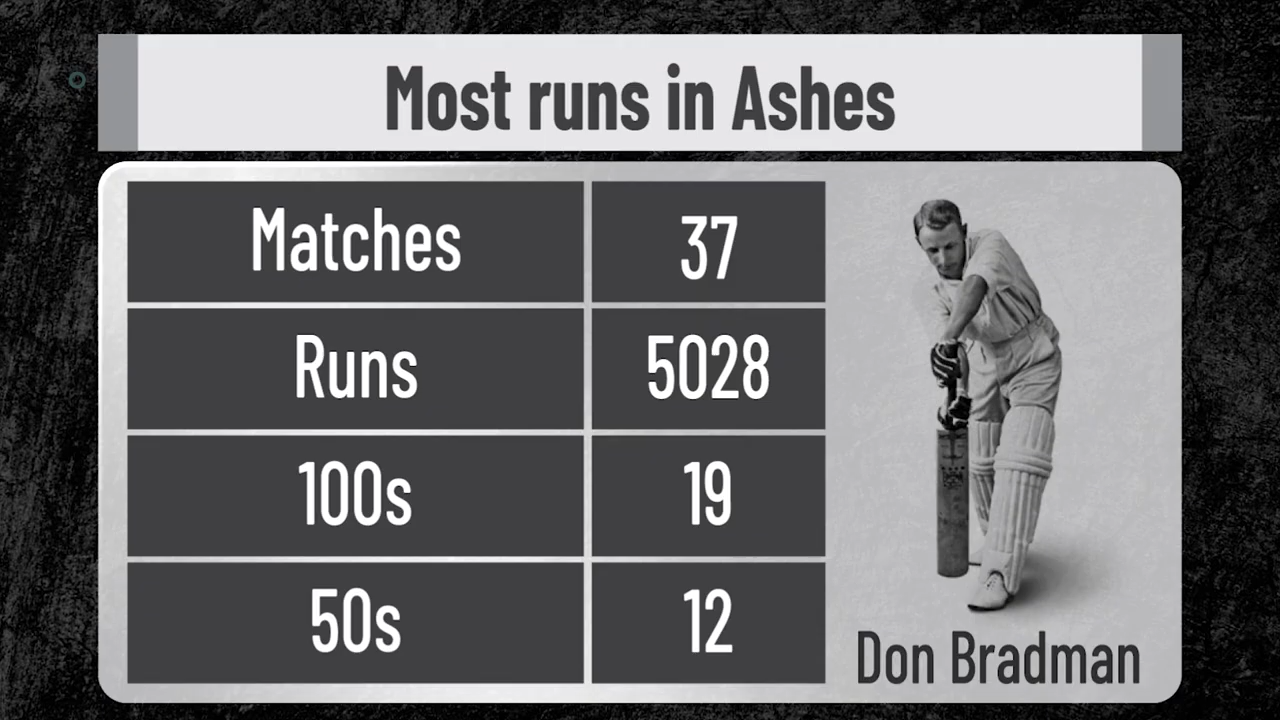 Most runs in Ashes
Matches 37
Runs 5028
100s 19
50s 12
Don Bradman